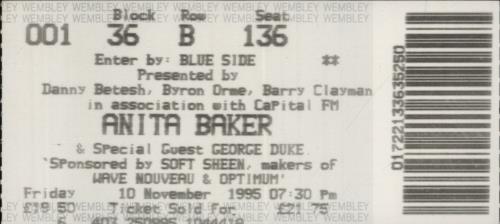 WEMBLEY WEMBLEY WEMBLEY WEMBLEY WEMBLEY WEMBLEY
Block Row Seat
001 36 B 136
Enter by: BLUE SIDE **
Presented by
Danny Betesh, Byron Orme, Barry Clayman
in association with CaPital FM
ANITA BAKER
& SPecial Guest GEORGE DUKE
'SPonsored by SOFT SHEEN, makers of
WAVE NOUVEAU & OPTIMUM'
Friday 10 November 1995 07:30 Pm
£19.50 Ticket Sold For £21.75
01722133635250